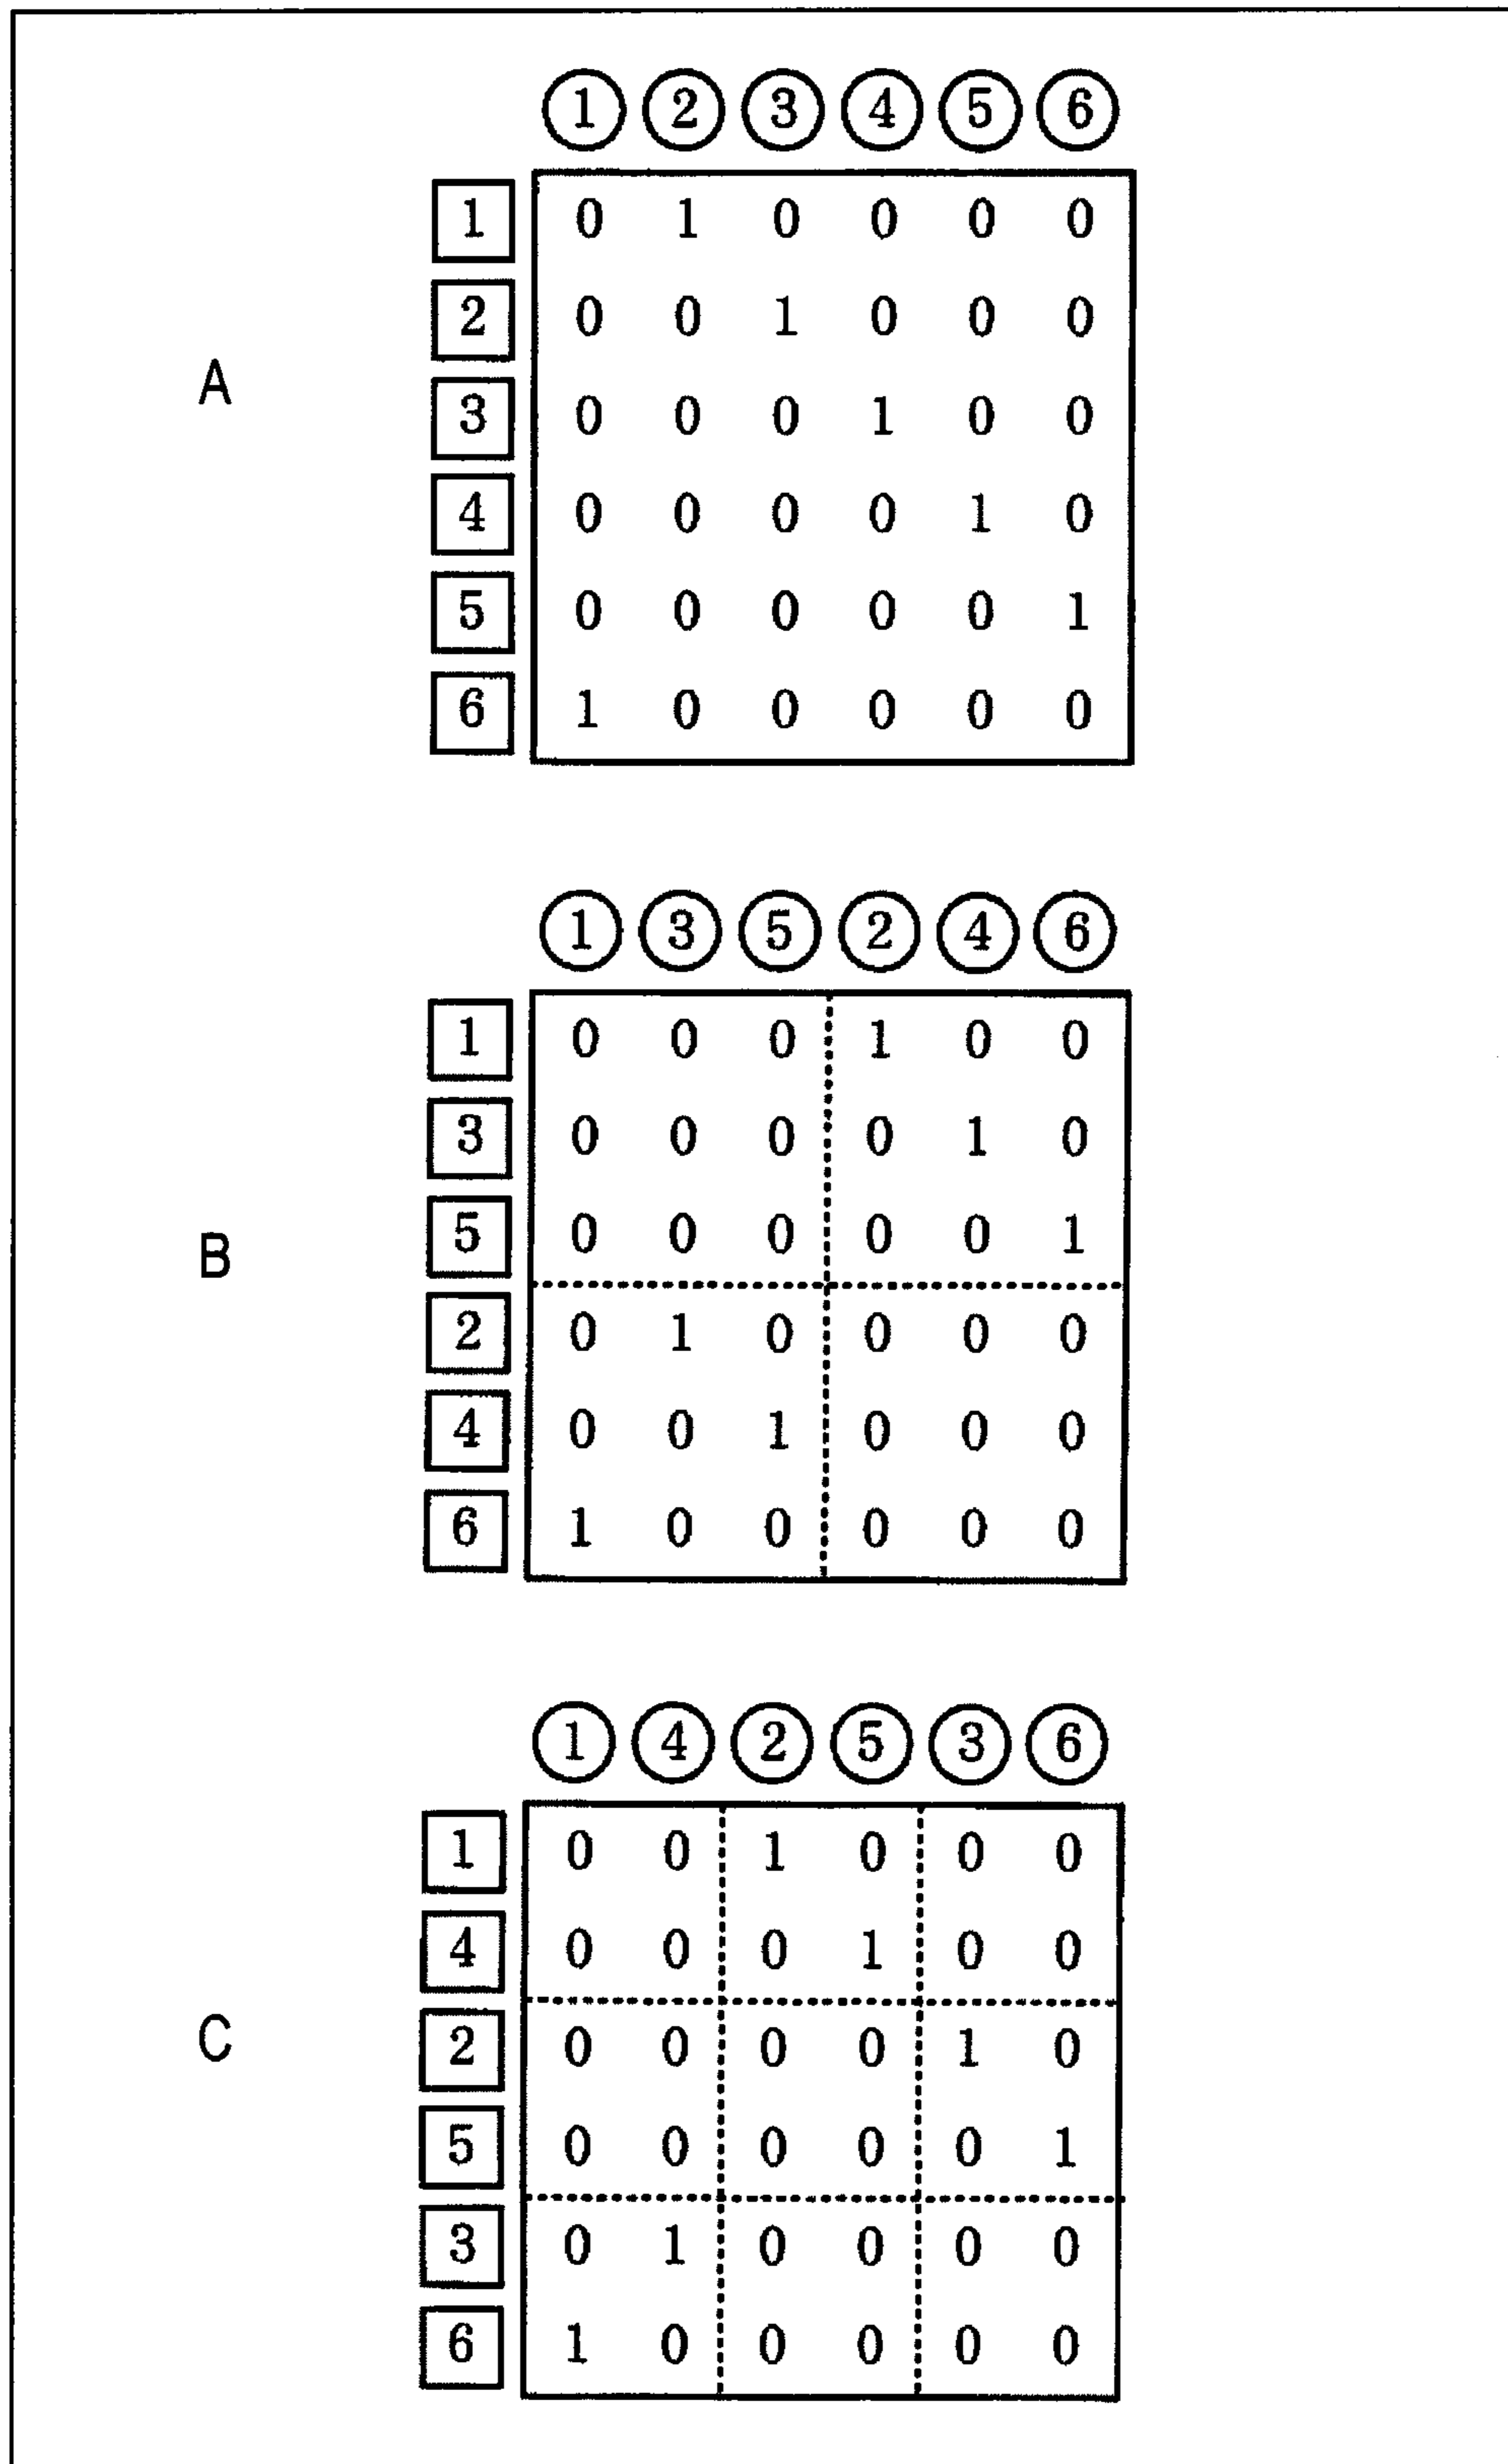 ① ② ③ ④ ⑤ ⑥
1 0 1 0 0 0 0
2 0 0 1 0 0 0
A
3 0 0 0 1 0 0
4 0 0 0 0 1 0
5 0 0 0 0 0 1
6 1 0 0 0 0 0
① ③ ⑤ ② ④ ⑥
1 0 0 0 1 0 0
3 0 0 0 0 1 0
5 0 0 0 0 0 1
B
2 0 1 0 0 0 0
4 0 0 1 0 0 0
6 1 0 0 0 0 0
① ④ ② ⑤ ③ ⑥
1 0 0 1 0 0 0
4 0 0 0 1 0 0
C
2 0 0 0 0 1 0
5 0 0 0 0 0 1
3 0 1 0 0 0 0
6 1 0 0 0 0 0